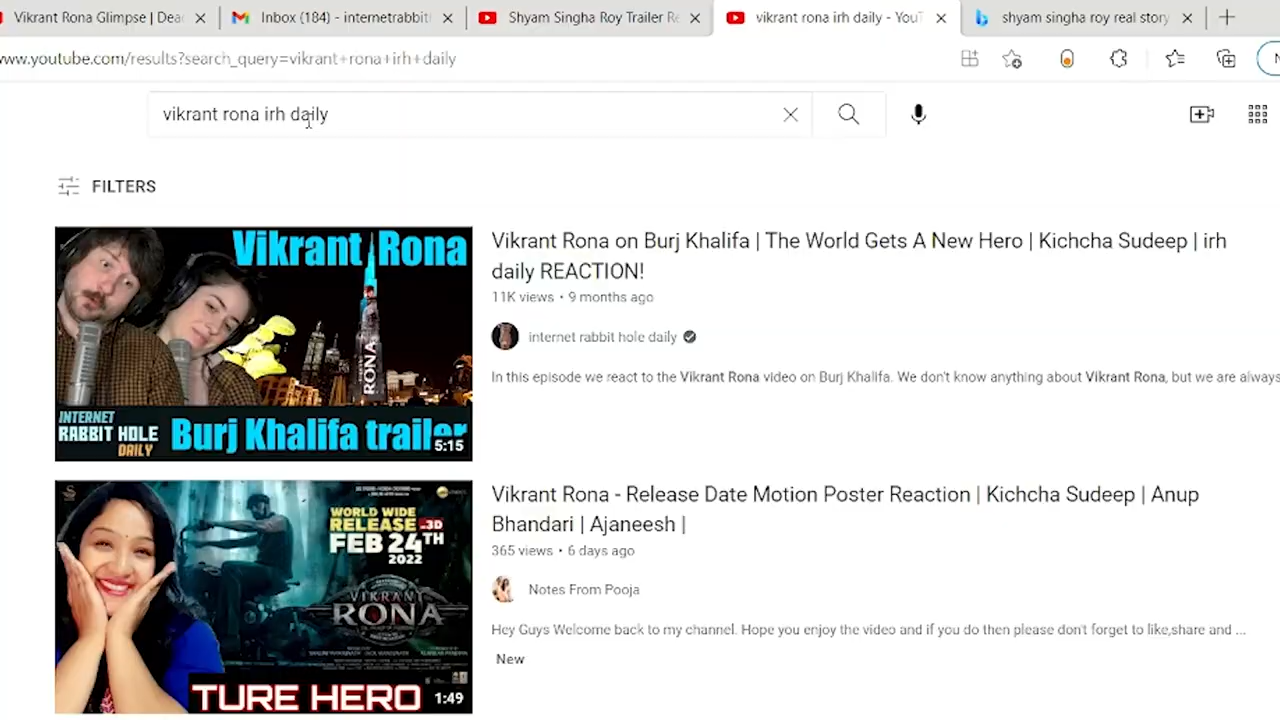 Vikrant Rona Glimpse | Dea
Inbox (184) - internetrabbit
Shyam Singha Roy Trailer Re
vikrant rona irh daily - YouT
shyam singha roy real story
www.youtube.com/results?search_query=vikrant+rona+irh+daily
vikrant rona irh daily
FILTERS
Vikrant Rona
RONA
INTERNET
RABBIT HOLE
DAILY
Burj Khalifa trailer
5:15
Vikrant Rona on Burj Khalifa | The World Gets A New Hero | Kichcha Sudeep | irh
daily REACTION!
11K views • 9 months ago
internet rabbit hole daily
In this episode we react to the Vikrant Rona video on Burj Khalifa. We don't know anything about Vikrant Rona, but we are always
WORLD WIDE
RELEASE IN 3D
FEB 24TH
2022
VIKRANT
RONA
TURE HERO
1:49
Vikrant Rona - Release Date Motion Poster Reaction | Kichcha Sudeep | Anup
Bhandari | Ajaneesh |
365 views • 6 days ago
Notes From Pooja
Hey Guys Welcome back to my channel. Hope you enjoy the video and if you do then please dont forget to like,share and ...
New